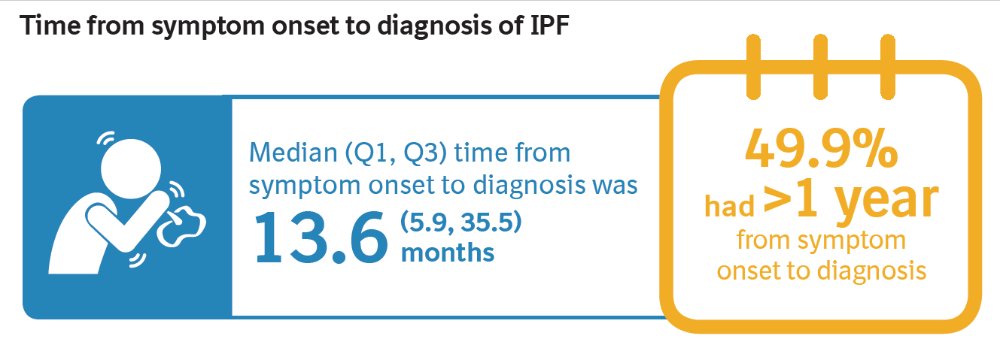 Time from symptom onset to diagnosis of IPF
Median (Q1, Q3) time from
symptom onset to diagnosis was
13.6 (5.9, 35.5)
months
49.9%
had >1 year
from symptom
onset to diagnosis